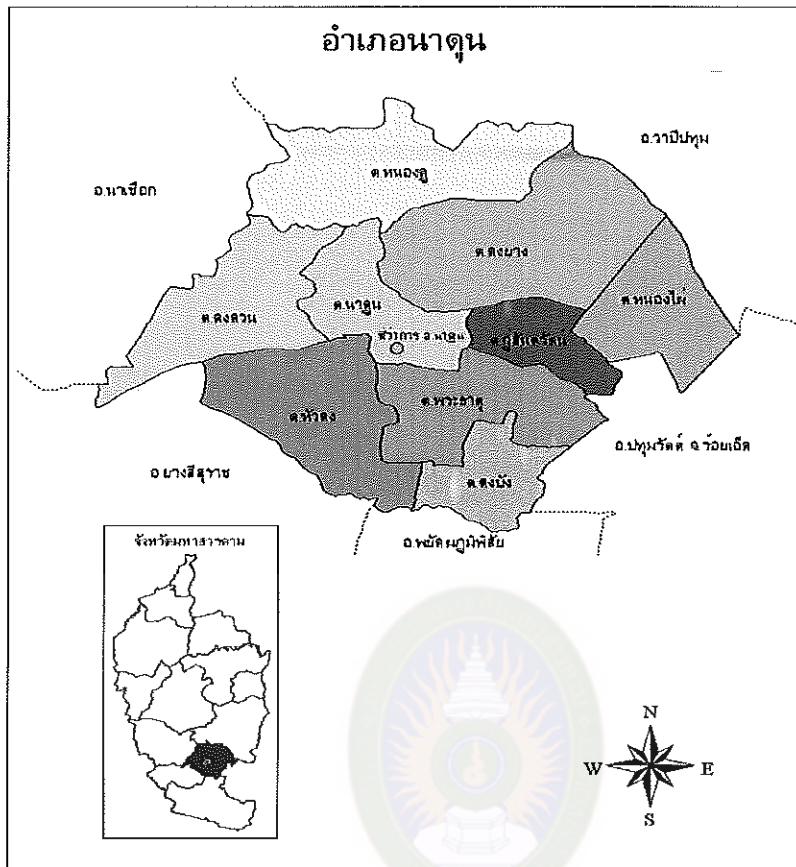 อำเภอนาดูน
อ.วาปีปทุม
ต.หนองคู
อ.นาเชือก
ต.ดงยาง
ต.หนองไผ่
ต.นาดูน
ต.ดงดวน
ที่ว่าการ อ.นาดูน
ต.กู่สันตรัตน์
ต.พระธาตุ
ต.หัวดง
อ.ปทุมรัตต์ จ.ร้อยเอ็ด
ต.ดงบัง
อ.ยางสีสุราช
อ.พยัคฆภูมิพิสัย
จังหวัดมหาสารคาม
N
W
E
S